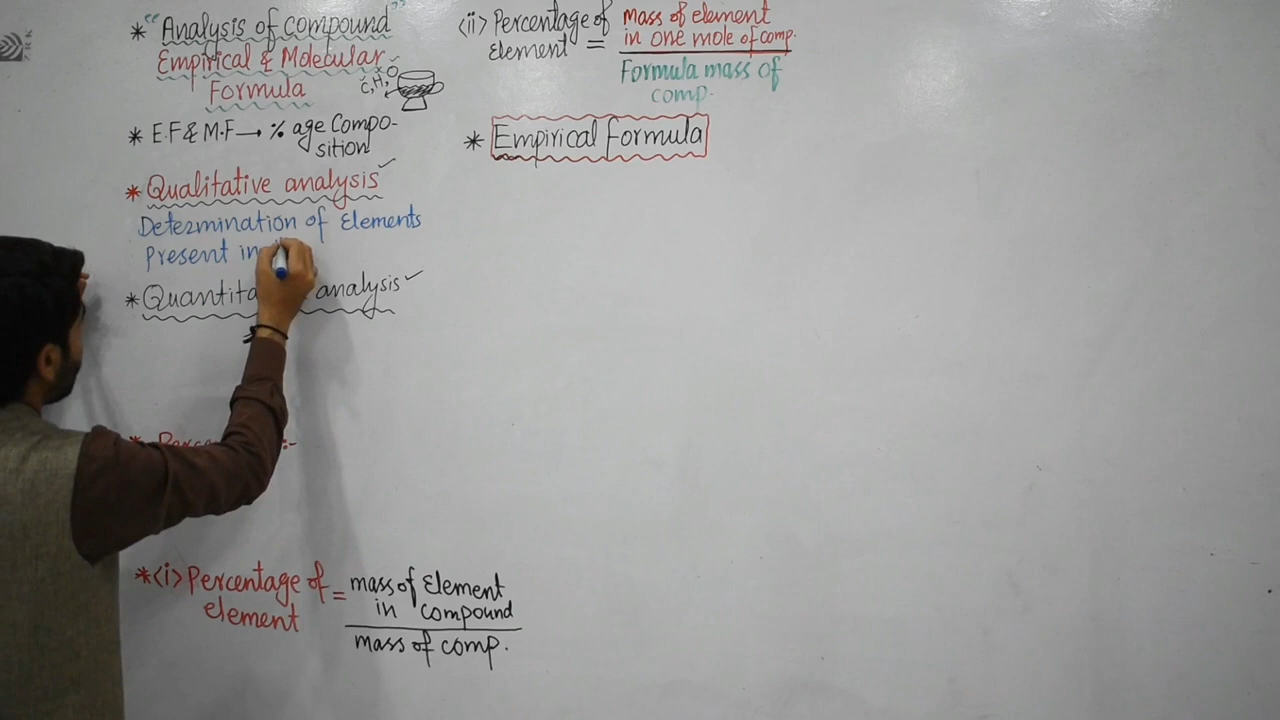 * "Analysis of compound"
Empirical & Molecular
Formula
C, H, O
* E.F & M.F → % age Compo-
sition
* Qualitative analysis
Determination of Elements
Present in
* Quantita analysis
*(i) Percentage of element = mass of Element in compound
mass of comp.
(ii) Percentage of Element = mass of element in one mole of comp.
Formula mass of comp.
* Empirical formula